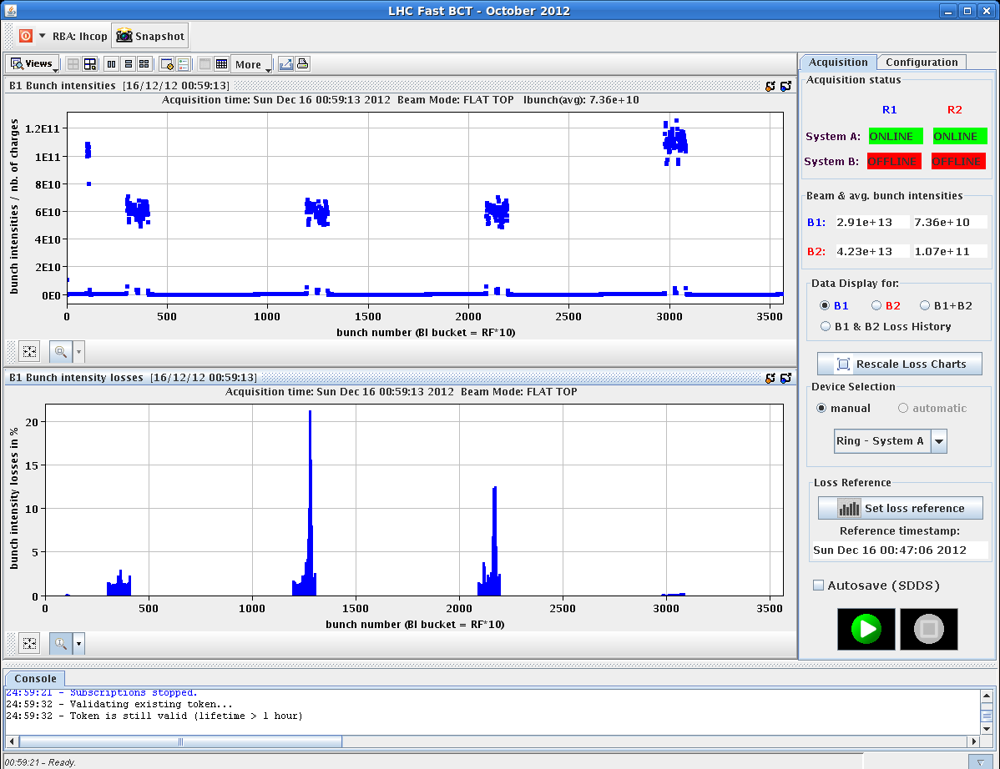 LHC Fast BCT - October 2012
RBA: lhcop
Snapshot
Views
More
B1 Bunch intensities [16/12/12 00:59:13]
Acquisition time: Sun Dec 16 00:59:13 2012 Beam Mode: FLAT TOP Ibunch(avg): 7.36e+10
bunch intensities / nb. of charges
1.2E11
1E11
8E10
6E10
4E10
2E10
0E0
0 500 1000 1500 2000 2500 3000 3500
bunch number (BI bucket = RF*10)
B1 Bunch intensity losses [16/12/12 00:59:13]
Acquisition time: Sun Dec 16 00:59:13 2012 Beam Mode: FLAT TOP
bunch intensity losses in %
20
15
10
5
0
0 500 1000 1500 2000 2500 3000 3500
bunch number (BI bucket = RF*10)
Acquisition Configuration
Acquisition status
R1 R2
System A: ONLINE ONLINE
System B: OFFLINE OFFLINE
Beam & avg. bunch intensities
B1: 2.91e+13 7.36e+10
B2: 4.23e+13 1.07e+11
Data Display for:
B1 B2 B1+B2
B1 & B2 Loss History
Rescale Loss Charts
Device Selection
manual automatic
Ring - System A
Loss Reference
Set loss reference
Reference timestamp:
Sun Dec 16 00:47:06 2012
Autosave (SDDS)
Console
24:59:21 - Subscriptions stopped.
24:59:32 - Validating existing token...
24:59:32 - Token is still valid (lifetime > 1 hour)
00:59:21 - Ready.